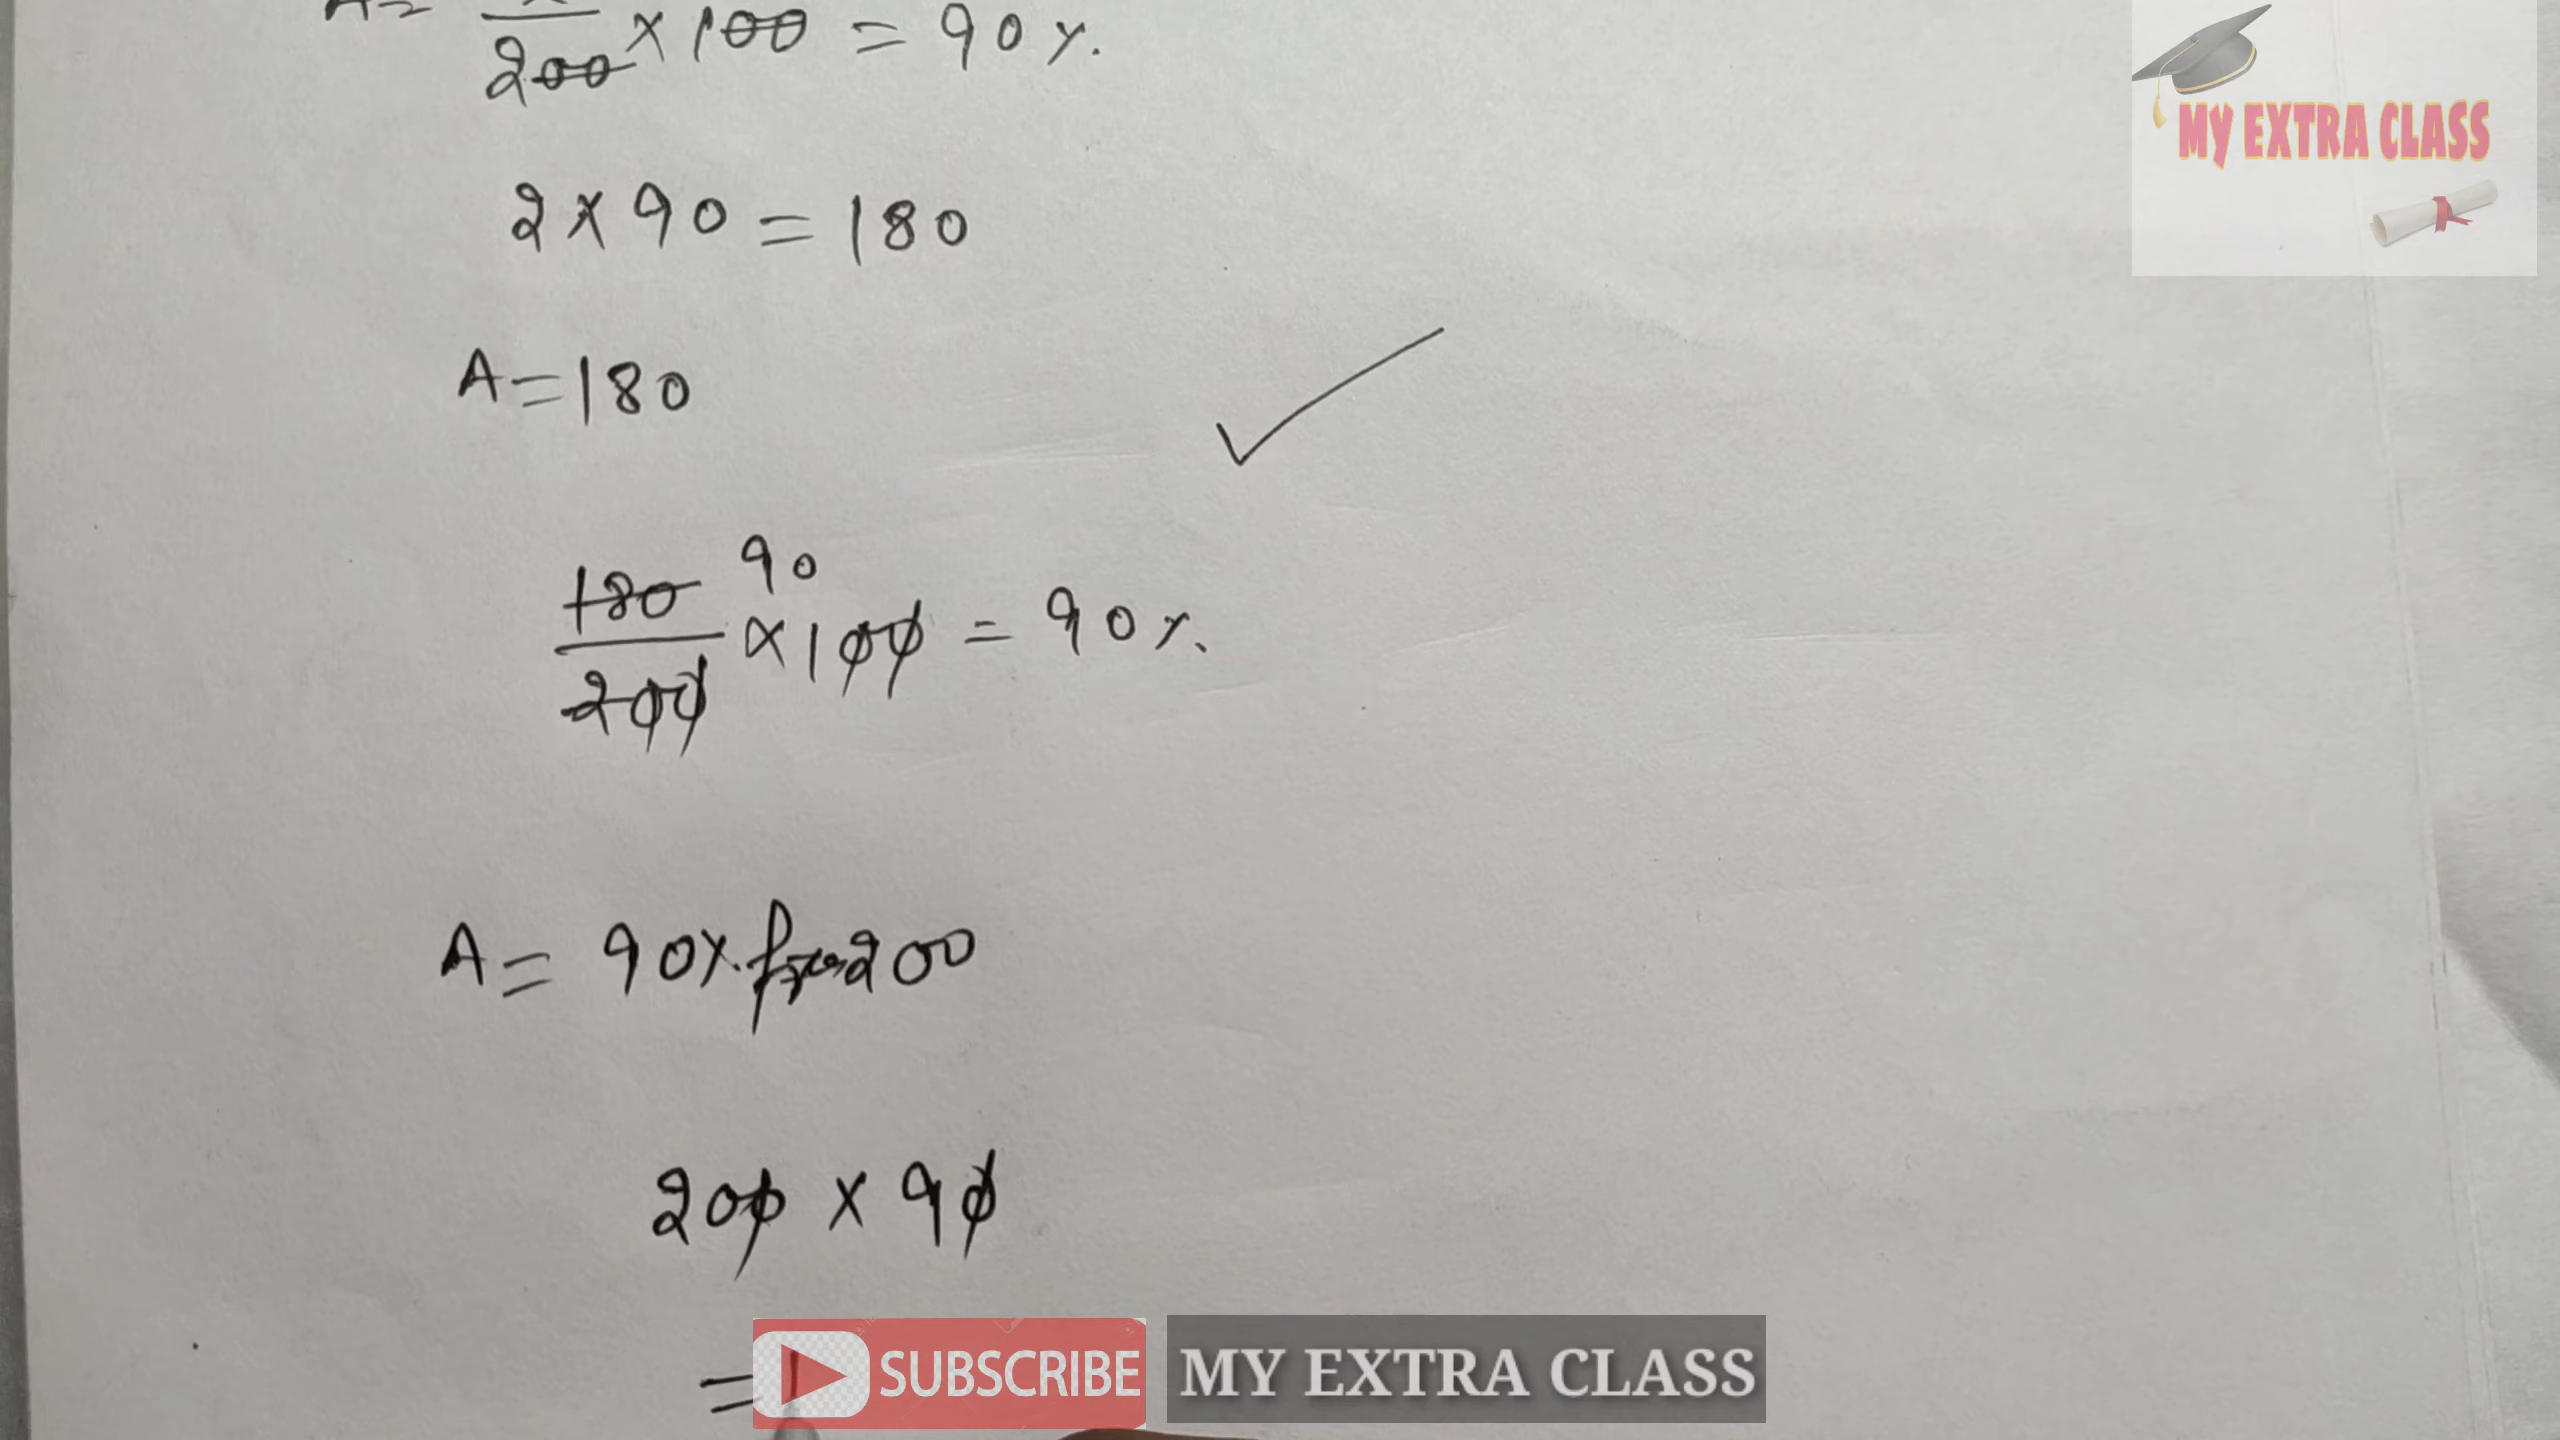 A =
200 × 100 = 90%.
MY EXTRA CLASS
2 × 90 = 180
A = 180
90
180
× 100 = 90%.
200
A = 90% from 200
200 × 90
=
SUBSCRIBE MY EXTRA CLASS